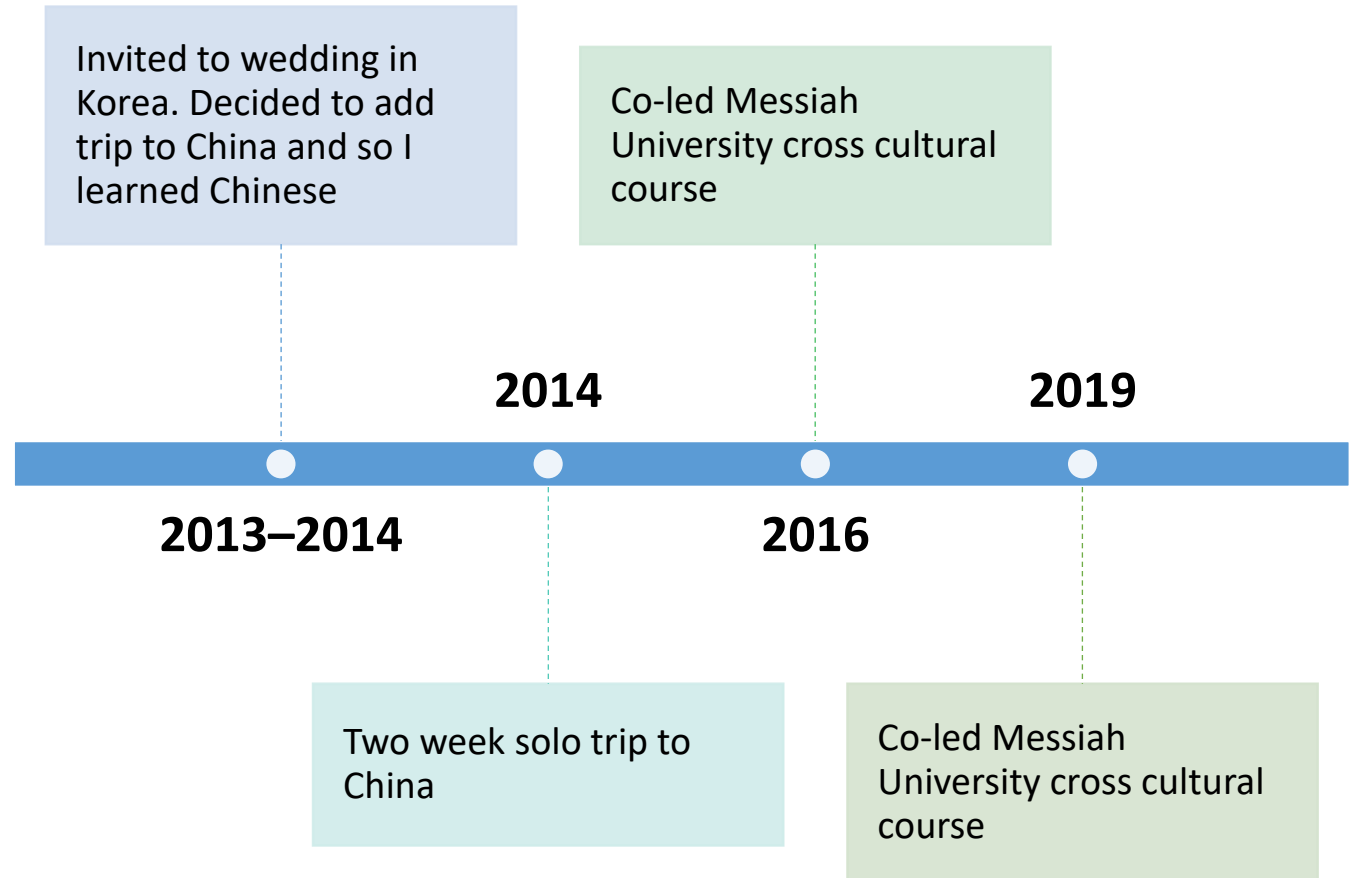 Invited to wedding in
Korea. Decided to add
trip to China and so I
learned Chinese
2013–2014
2014
Two week solo trip to
China
Co-led Messiah
University cross cultural
course
2016
2019
Co-led Messiah
University cross cultural
course